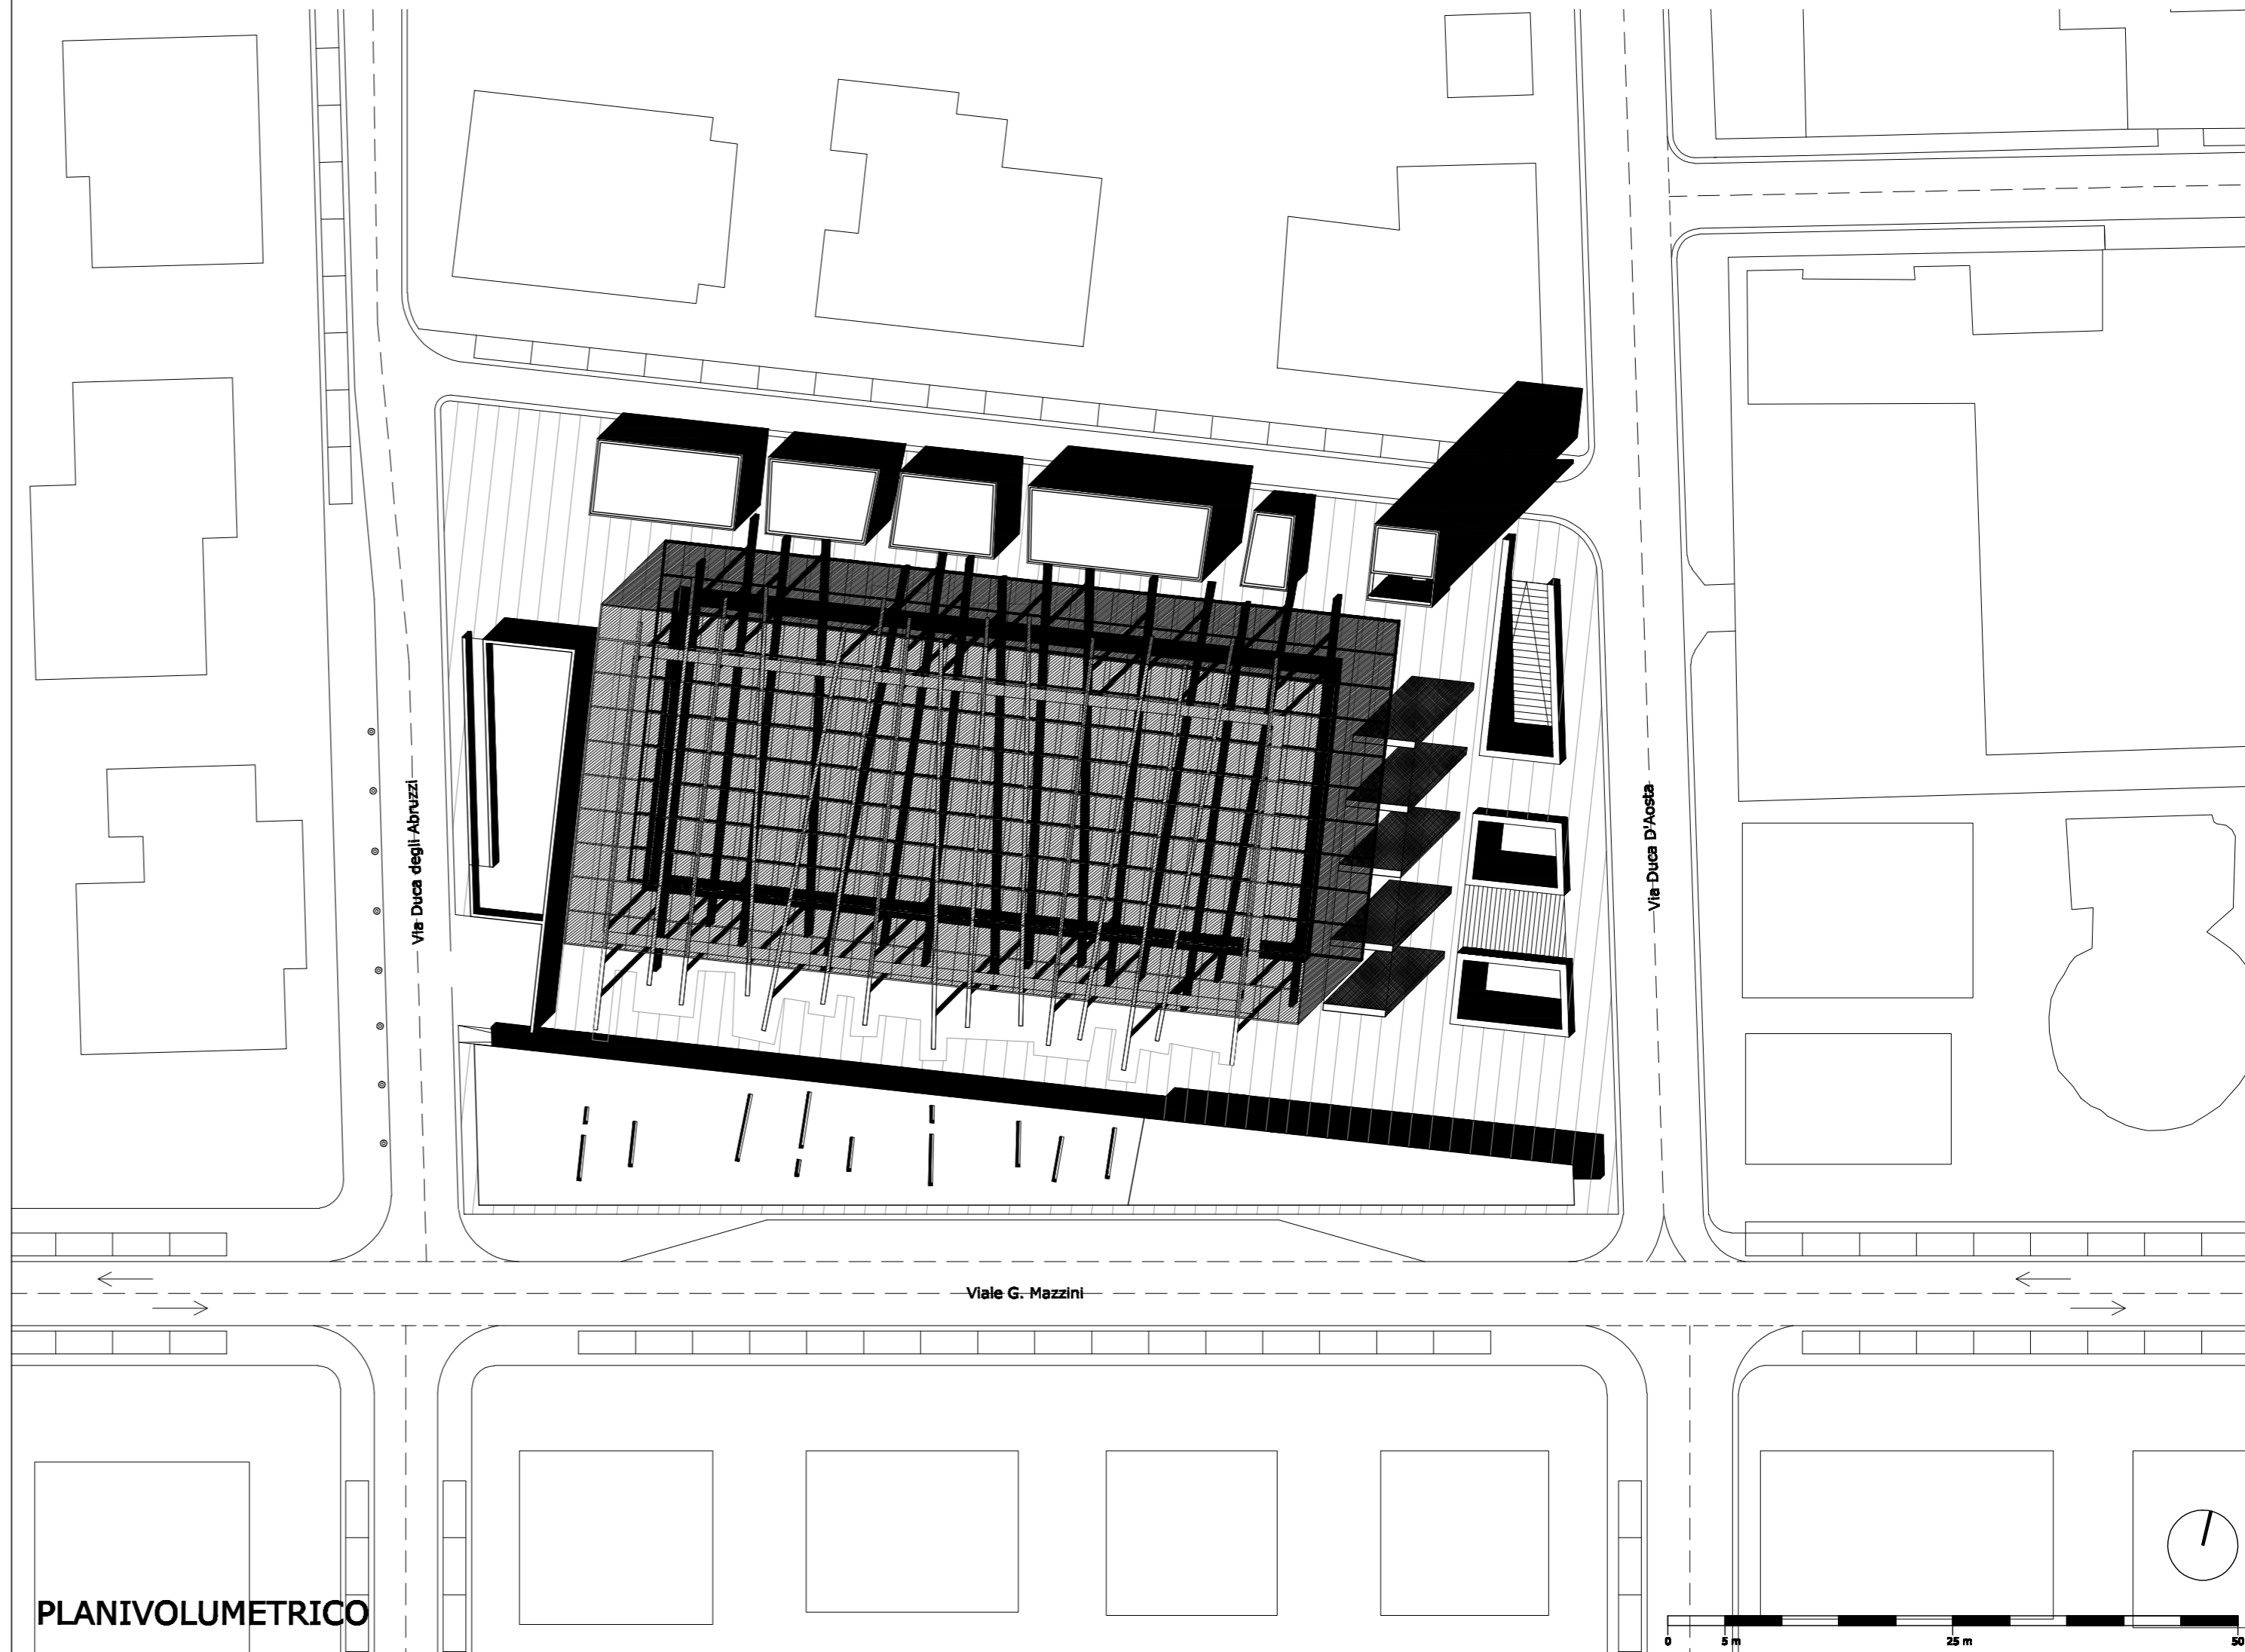 Via Duca degli Abruzzi
Via Duca D'Aosta
Viale G. Mazzini
PLANIVOLUMETRICO
0 5 m 25 m 50